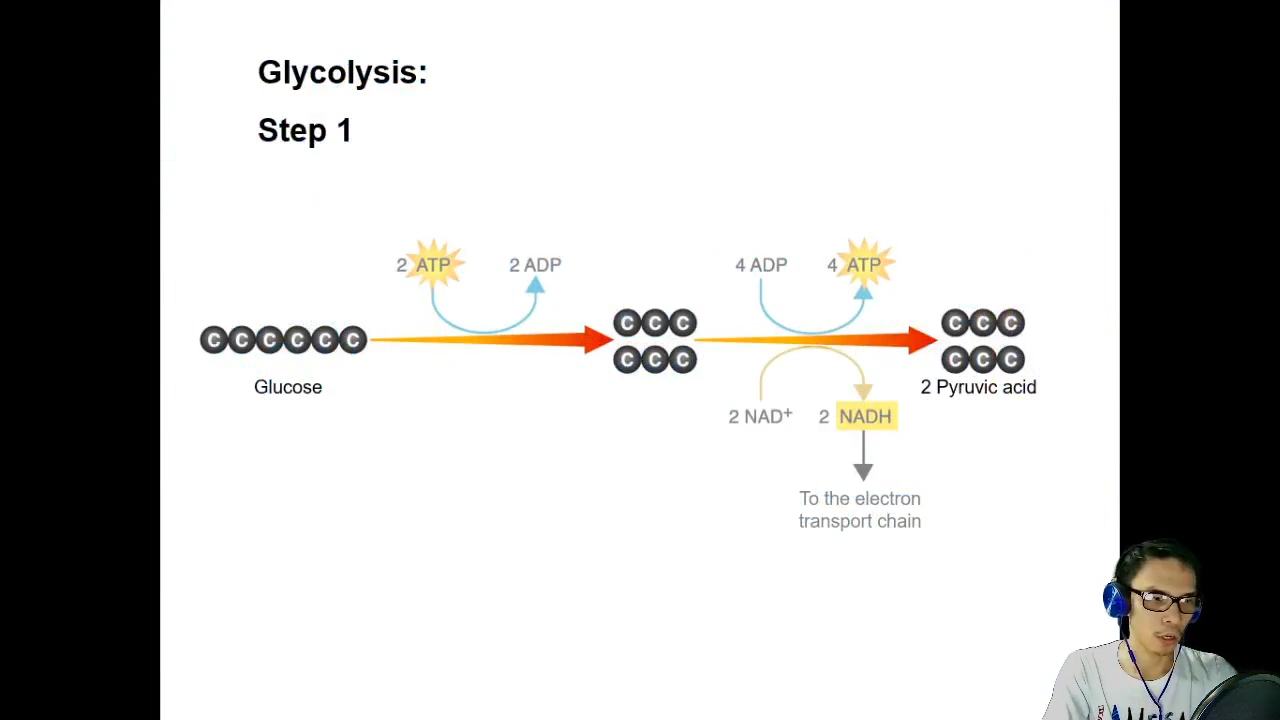 Glycolysis:
Step 1
2 ATP
2 ADP
4 ADP
4 ATP
C C C C C C
C C C
C C C
C C C
C C C
Glucose
2 Pyruvic acid
2 NAD+
2 NADH
To the electron
transport chain